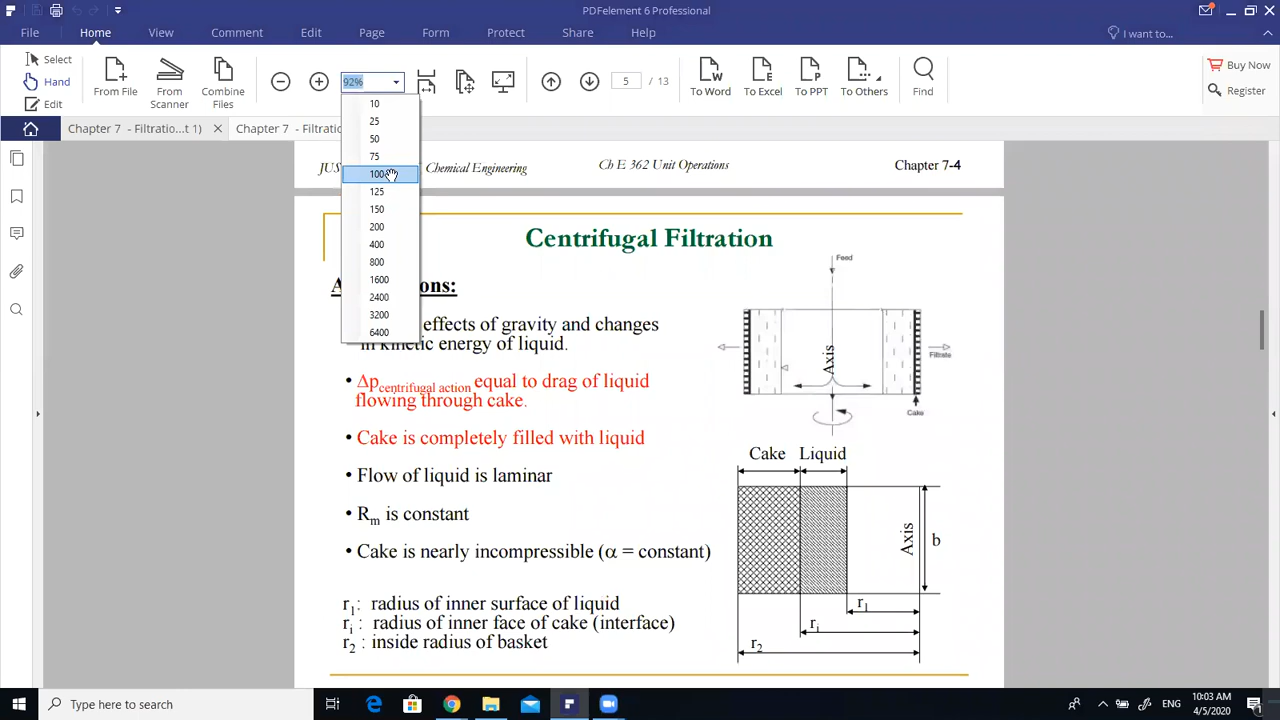 PDFelement 6 Professional
File
Home
View
Comment
Edit
Page
Form
Protect
Share
Help
I want to...
Select
Hand
Edit
From File
From Scanner
Combine Files
92%
5 / 13
To Word
To Excel
To PPT
To Others
Find
Buy Now
Register
10
25
50
75
100
125
150
200
400
800
1600
2400
3200
6400
Chapter 7 - Filtratio...t 1)
Chapter 7 - Filtratio
JUS
Chemical Engineering
Ch E 362 Unit Operations
Chapter 7-4
Centrifugal Filtration
A
ons:
effects of gravity and changes
in kinetic energy of liquid.
• Δpcentrifugal action equal to drag of liquid
flowing through cake.
• Cake is completely filled with liquid
• Flow of liquid is laminar
• Rm is constant
• Cake is nearly incompressible (α = constant)
r1: radius of inner surface of liquid
ri : radius of inner face of cake (interface)
r2 : inside radius of basket
Feed
Axis
Filtrate
Cake
Cake Liquid
Axis
b
r1
ri
r2
Type here to search
ENG
10:03 AM
4/5/2020